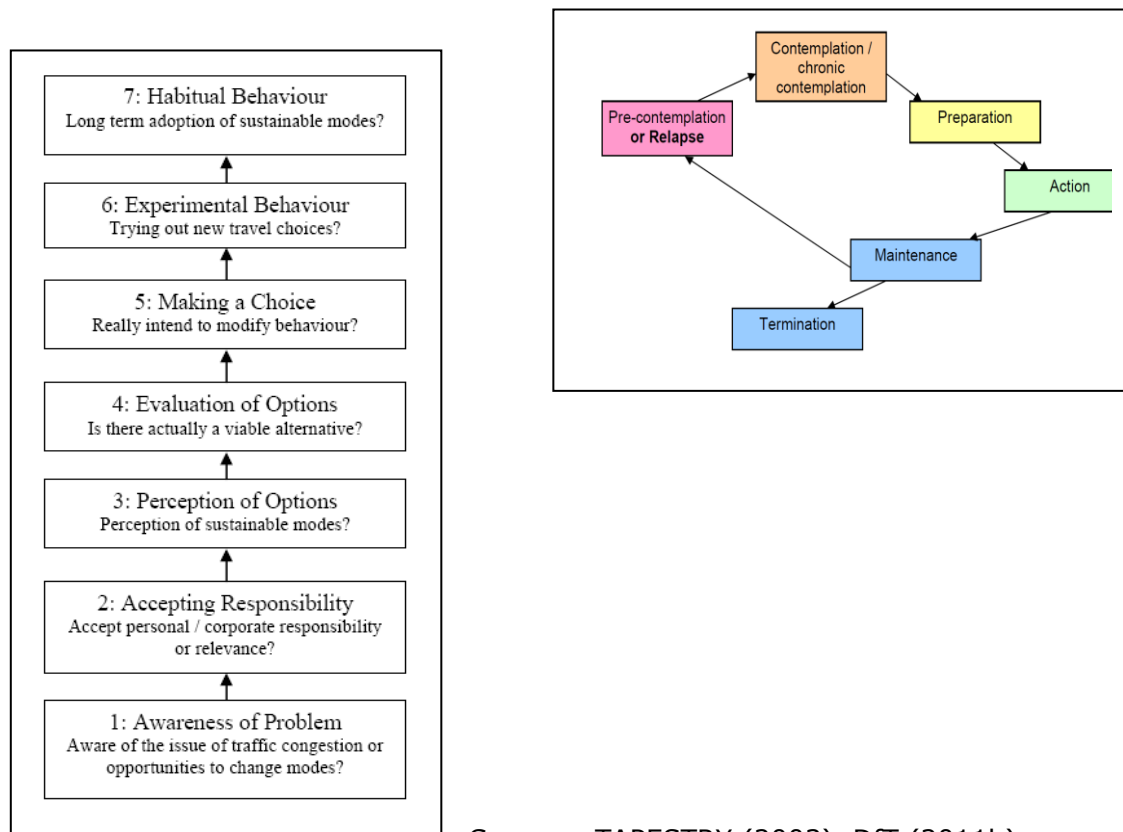 7: Habitual Behaviour
Long term adoption of sustainable modes?
6: Experimental Behaviour
Trying out new travel choices?
5: Making a Choice
Really intend to modify behaviour?
4: Evaluation of Options
Is there actually a viable alternative?
3: Perception of Options
Perception of sustainable modes?
2: Accepting Responsibility
Accept personal / corporate responsibility
or relevance?
1: Awareness of Problem
Aware of the issue of traffic congestion or
opportunities to change modes?
Contemplation /
chronic
contemplation
Pre-contemplation
or Relapse
Preparation
Action
Maintenance
Termination
TAPESTRY (2003), DfT (2011b)